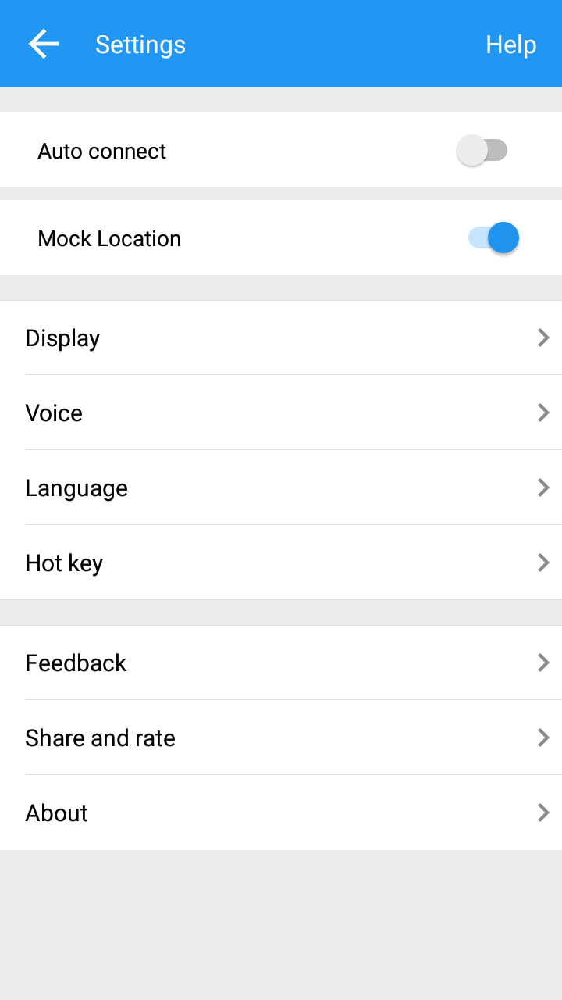 Settings
Help
Auto connect
Mock Location
Display
Voice
Language
Hot key
Feedback
Share and rate
About